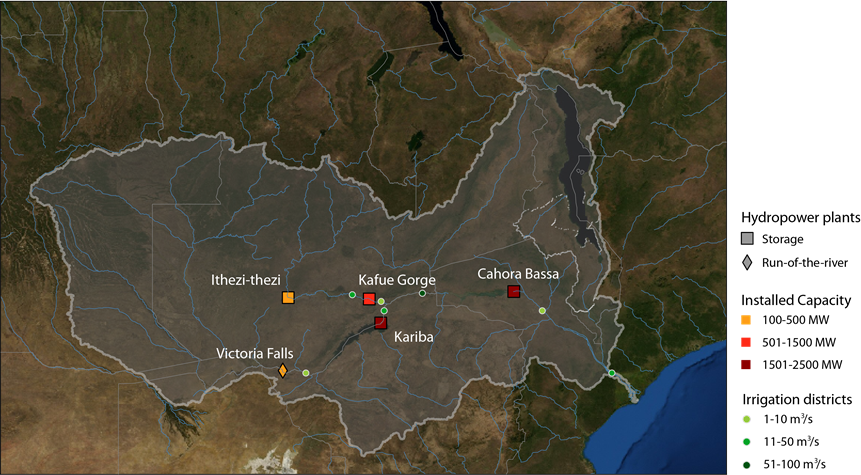 Ithezi-thezi
Kafue Gorge
Cahora Bassa
Kariba
Victoria Falls
Hydropower plants
Storage
Run-of-the-river
Installed Capacity
100-500 MW
501-1500 MW
1501-2500 MW
Irrigation districts
1-10 m³/s
11-50 m³/s
51-100 m³/s